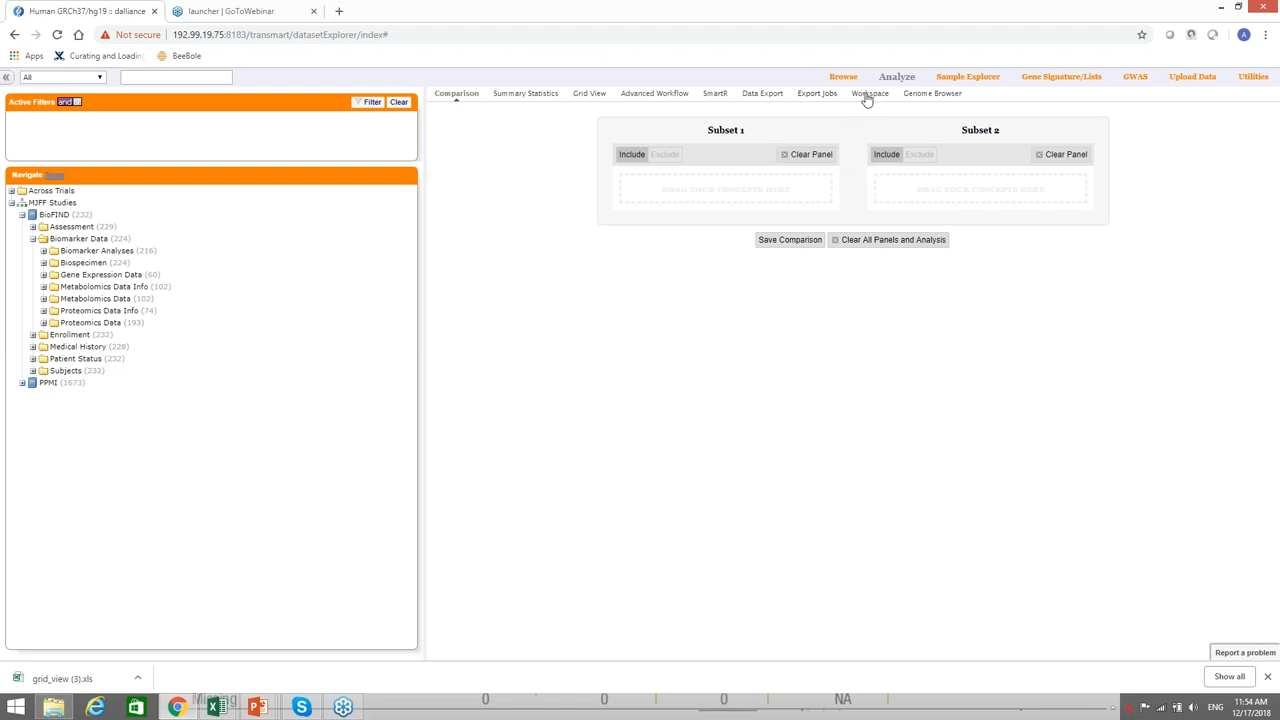 Human GRCh37/hg19 :: dalliance
launcher | GoToWebinar
Not secure | 192.99.19.75:8183/transmart/datasetExplorer/index#
Apps Curating and Loading BeeBole
All
Browse Analyze Sample Explorer Gene Signature/Lists GWAS Upload Data Utilities
Active Filters and Filter Clear
Comparison Summary Statistics Grid View Advanced Workflow SmartR Data Export Export Jobs Workspace Genome Browser
Subset 1 Subset 2
Include Exclude Clear Panel Include Exclude Clear Panel
DRAG YOUR CONCEPTS HERE DRAG YOUR CONCEPTS HERE
Save Comparison Clear All Panels and Analysis
Navigate Terms
Across Trials
MJFF Studies
BioFIND (232)
Assessment (229)
Biomarker Data (224)
Biomarker Analyses (216)
Biospecimen (224)
Gene Expression Data (60)
Metabolomics Data Info (102)
Metabolomics Data (102)
Proteomics Data Info (74)
Proteomics Data (193)
Enrollment (232)
Medical History (228)
Patient Status (232)
Subjects (232)
PPMI (1673)
Report a problem
grid_view (3).xls
Show all
Missing 0 0 0 NA
ENG
11:54 AM
12/17/2018